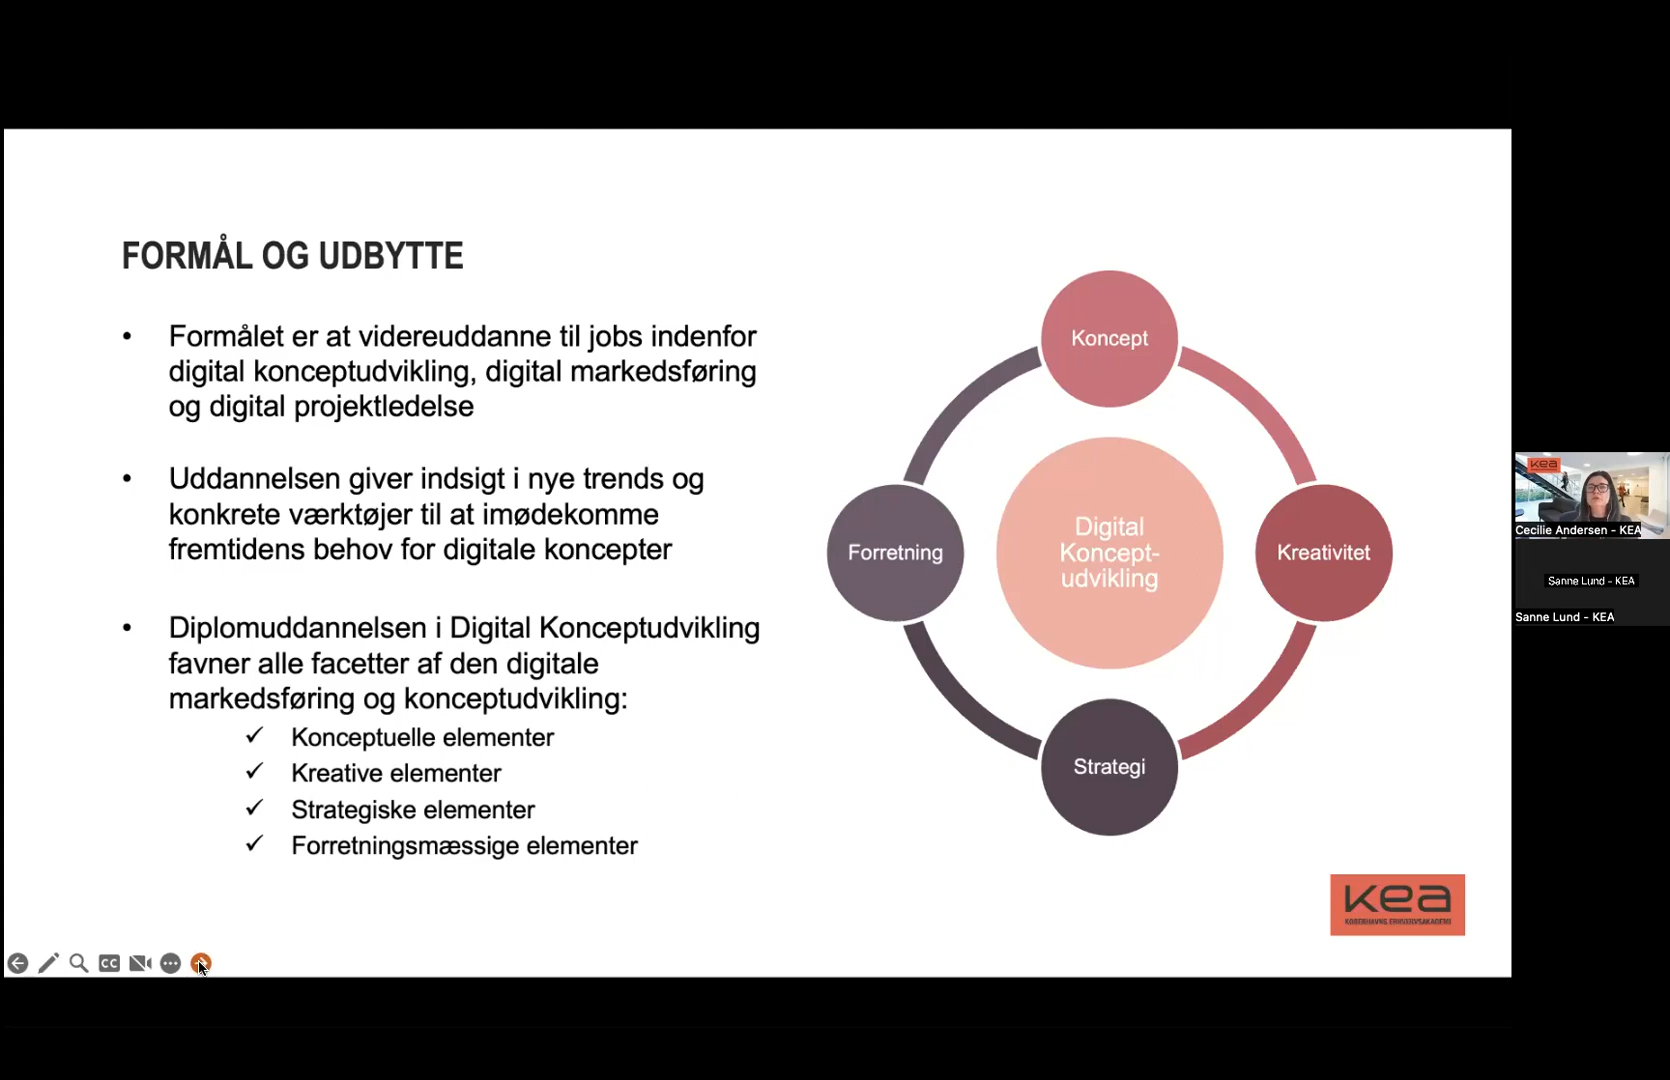 FORMÅL OG UDBYTTE
• Formålet er at videreuddanne til jobs indenfor
digital konceptudvikling, digital markedsføring
og digital projektledelse
• Uddannelsen giver indsigt i nye trends og
konkrete værktøjer til at imødekomme
fremtidens behov for digitale koncepter
• Diplomuddannelsen i Digital Konceptudvikling
favner alle facetter af den digitale
markedsføring og konceptudvikling:
✓ Konceptuelle elementer
✓ Kreative elementer
✓ Strategiske elementer
✓ Forretningsmæssige elementer
Koncept
Forretning
Digital
Koncept-
udvikling
Kreativitet
Strategi
kea
KØBENHAVNS ERHVERVSAKADEMI
CC
kea
Cecilie Andersen - KEA
Sanne Lund - KEA
Sanne Lund - KEA